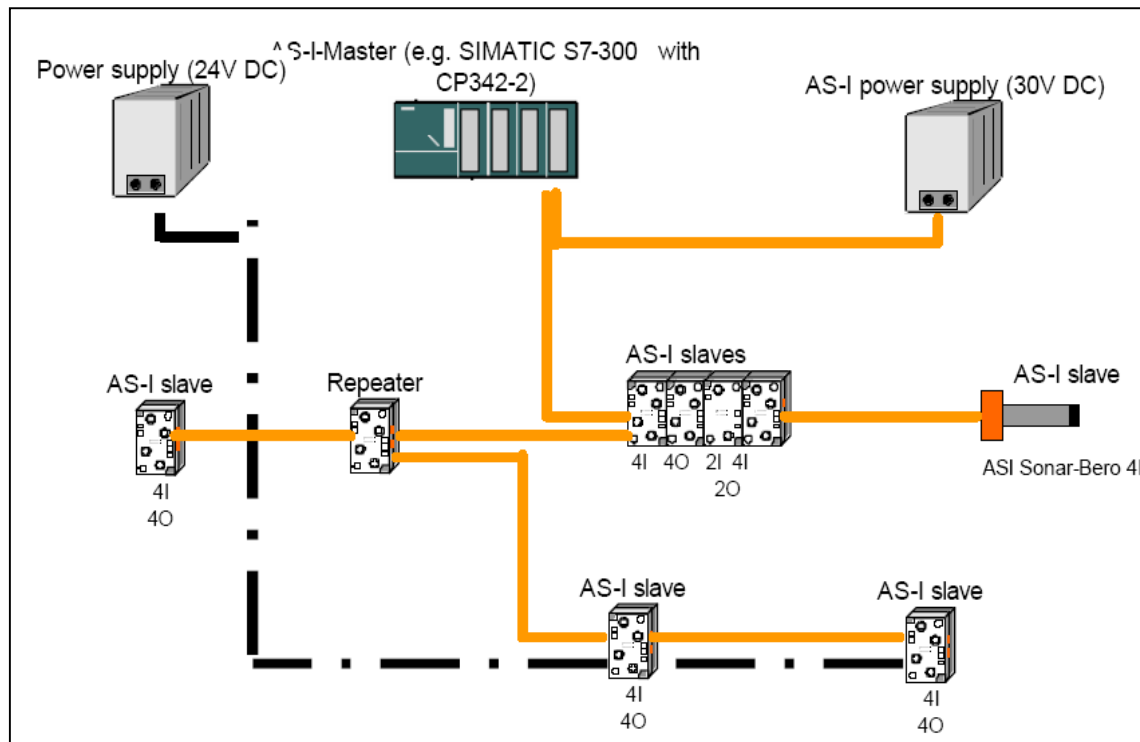 Power supply (24V DC)
AS-I-Master (e.g. SIMATIC S7-300 with
CP342-2)
AS-I power supply (30V DC)
AS-I slave
Repeater
AS-I slaves
AS-I slave
4I
4O
4I 4O 2I 4I
2O
ASI Sonar-Bero 4I
AS-I slave
AS-I slave
4I
4O
4I
4O